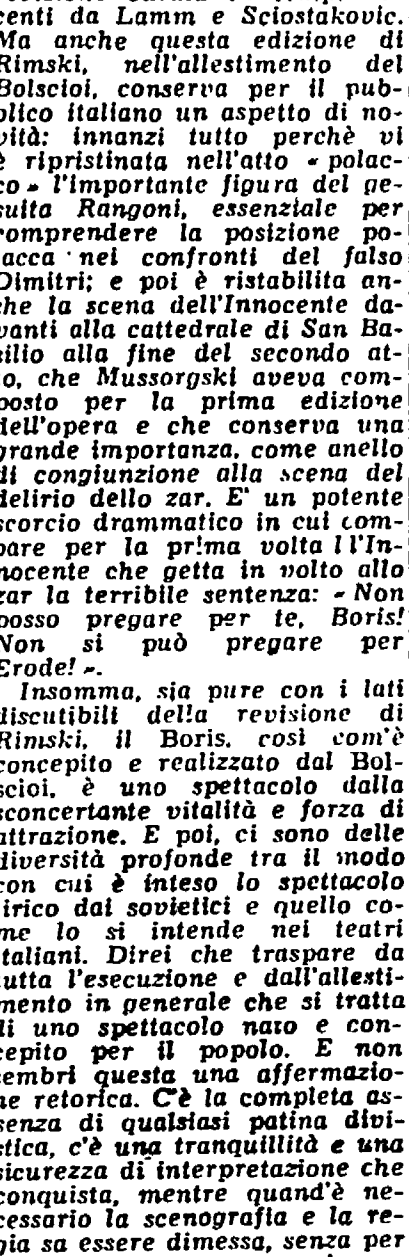 centi da Lamm e Sciostakovic.
Ma anche questa edizione di
Rimski, nell'allestimento del
Bolscioi, conserva per il pub-
blico italiano un aspetto di no-
vità: innanzi tutto perchè vi
è ripristinata nell'atto « polac-
co » l'importante figura del ge-
suita Rangoni, essenziale per
comprendere la posizione po-
lacca nei confronti del falso
Dimitri; e poi è ristabilita an-
che la scena dell'Innocente da-
vanti alla cattedrale di San Ba-
silio alla fine del secondo at-
to, che Mussorgski aveva com-
posto per la prima edizione
dell'opera e che conserva una
grande importanza, come anello
di congiunzione alla scena del
delirio dello zar. E' un potente
scorcio drammatico in cui com-
pare per la prima volta l l'In-
nocente che getta in volto allo
zar la terribile sentenza: « Non
posso pregare per te, Boris!
Non si può pregare per
Erode! ».
Insomma, sia pure con i lati
discutibili della revisione di
Rimski, il Boris, così com'è
concepito e realizzato dal Bol-
scioi, è uno spettacolo dalla
sconcertante vitalità e forza di
attrazione. E poi, ci sono delle
diversità profonde tra il modo
con cui è inteso lo spettacolo
lirico dai sovietici e quello co-
me lo si intende nei teatri
italiani. Direi che traspare da
tutta l'esecuzione e dall'allesti-
mento in generale che si tratta
di uno spettacolo nato e con-
cepito per il popolo. E non
sembri questa una affermazio-
ne retorica. C'è la completa as-
senza di qualsiasi patina divi-
stica, c'è una tranquillità e una
sicurezza di interpretazione che
conquista, mentre quand'è ne-
cessario la scenografia e la re-
gia sa essere dimessa, senza per